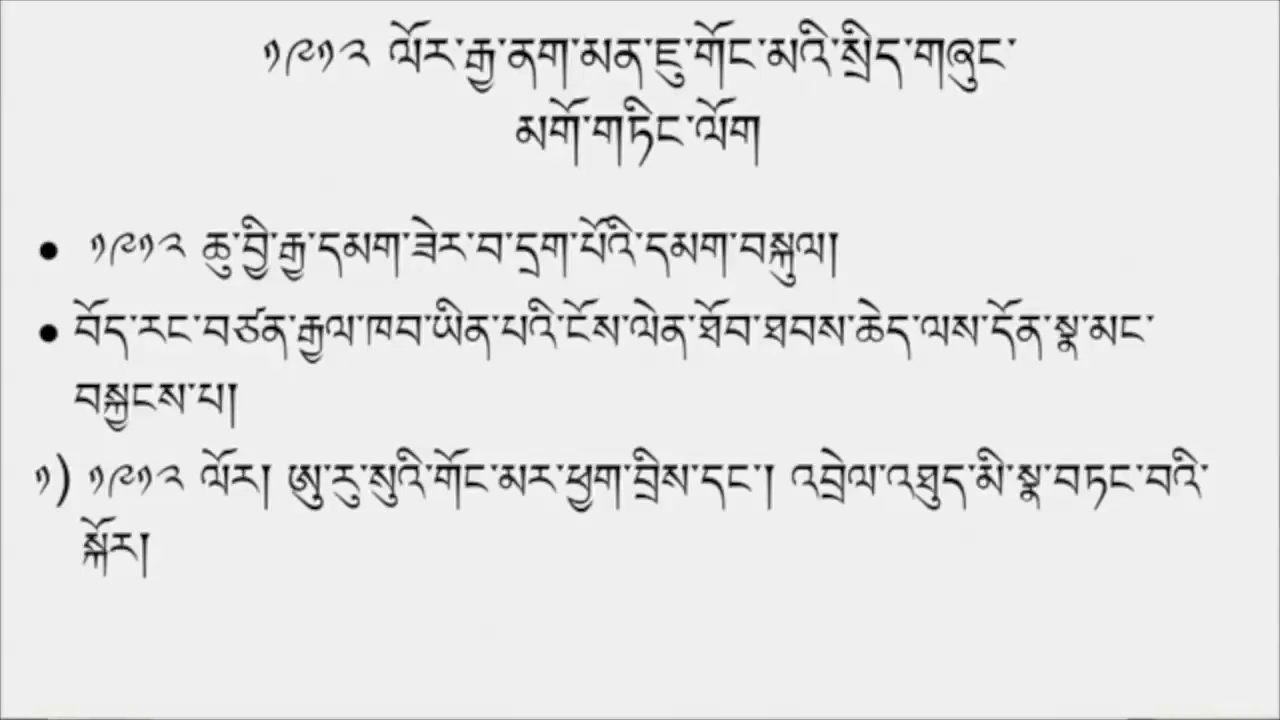 ༡༩༡༢ ལོར་རྒྱ་ནག་མན་ཇུ་གོང་མའི་སྲིད་གཞུང་
མགོ་གཏིང་ལོག
• ༡༩༡༢ ཆུ་བྱི་རྒྱ་དམག་ཟེར་བ་དྲག་པོའི་དམག་བསྐུལ།
• བོད་རང་བཙན་རྒྱལ་ཁབ་ཡིན་པའི་ངོས་ལེན་ཐོབ་ཐབས་ཆེད་ལས་དོན་སྣ་མང་
བསྐྱངས་པ།
༡) ༡༩༡༢ ལོར། ཨུ་རུ་སུའི་གོང་མར་ཕྱག་བྲིས་དང་། འབྲེལ་འཐུད་མི་སྣ་བཏང་བའི་
སྐོར།